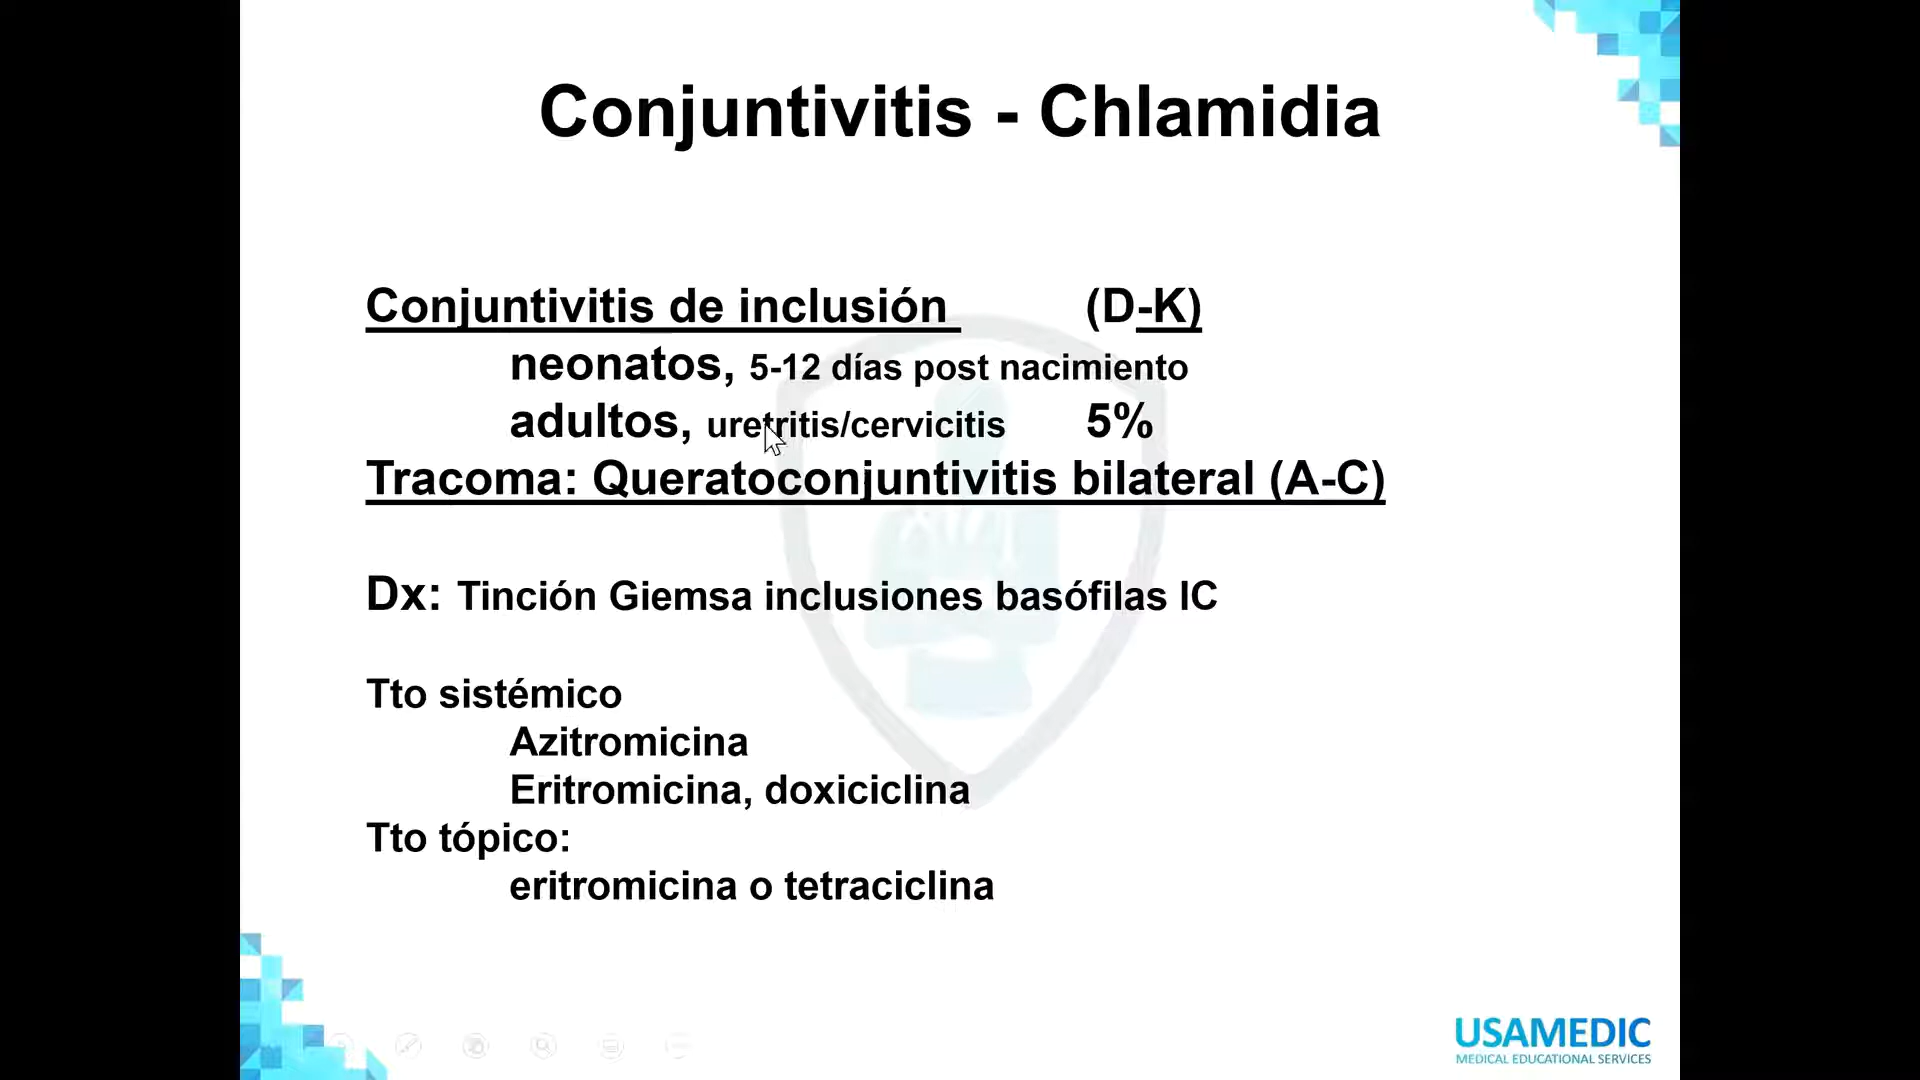 Conjuntivitis - Chlamidia
Conjuntivitis de inclusión (D-K)
neonatos, 5-12 días post nacimiento
adultos, uretritis/cervicitis 5%
Tracoma: Queratoconjuntivitis bilateral (A-C)
Dx: Tinción Giemsa inclusiones basófilas IC
Tto sistémico
Azitromicina
Eritromicina, doxiciclina
Tto tópico:
eritromicina o tetraciclina
USAMEDIC
MEDICAL EDUCATIONAL SERVICES